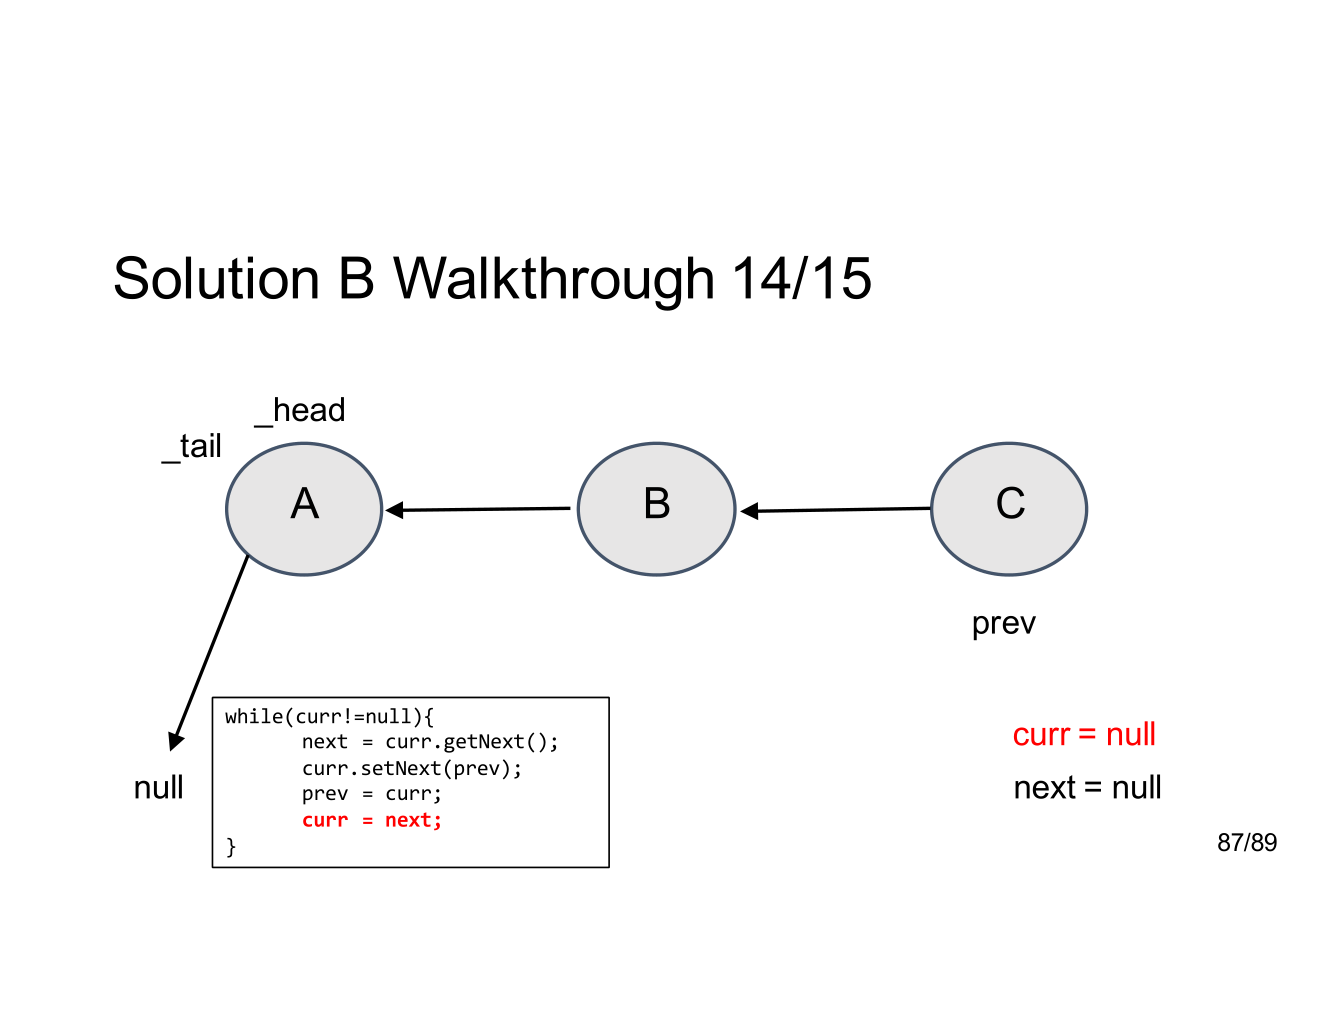 Solution B Walkthrough 14/15
_head
_tail
A
B
C
prev
while(curr!=null){
next = curr.getNext();
curr.setNext(prev);
prev = curr;
curr = next;
}
null
curr = null
next = null
87/89